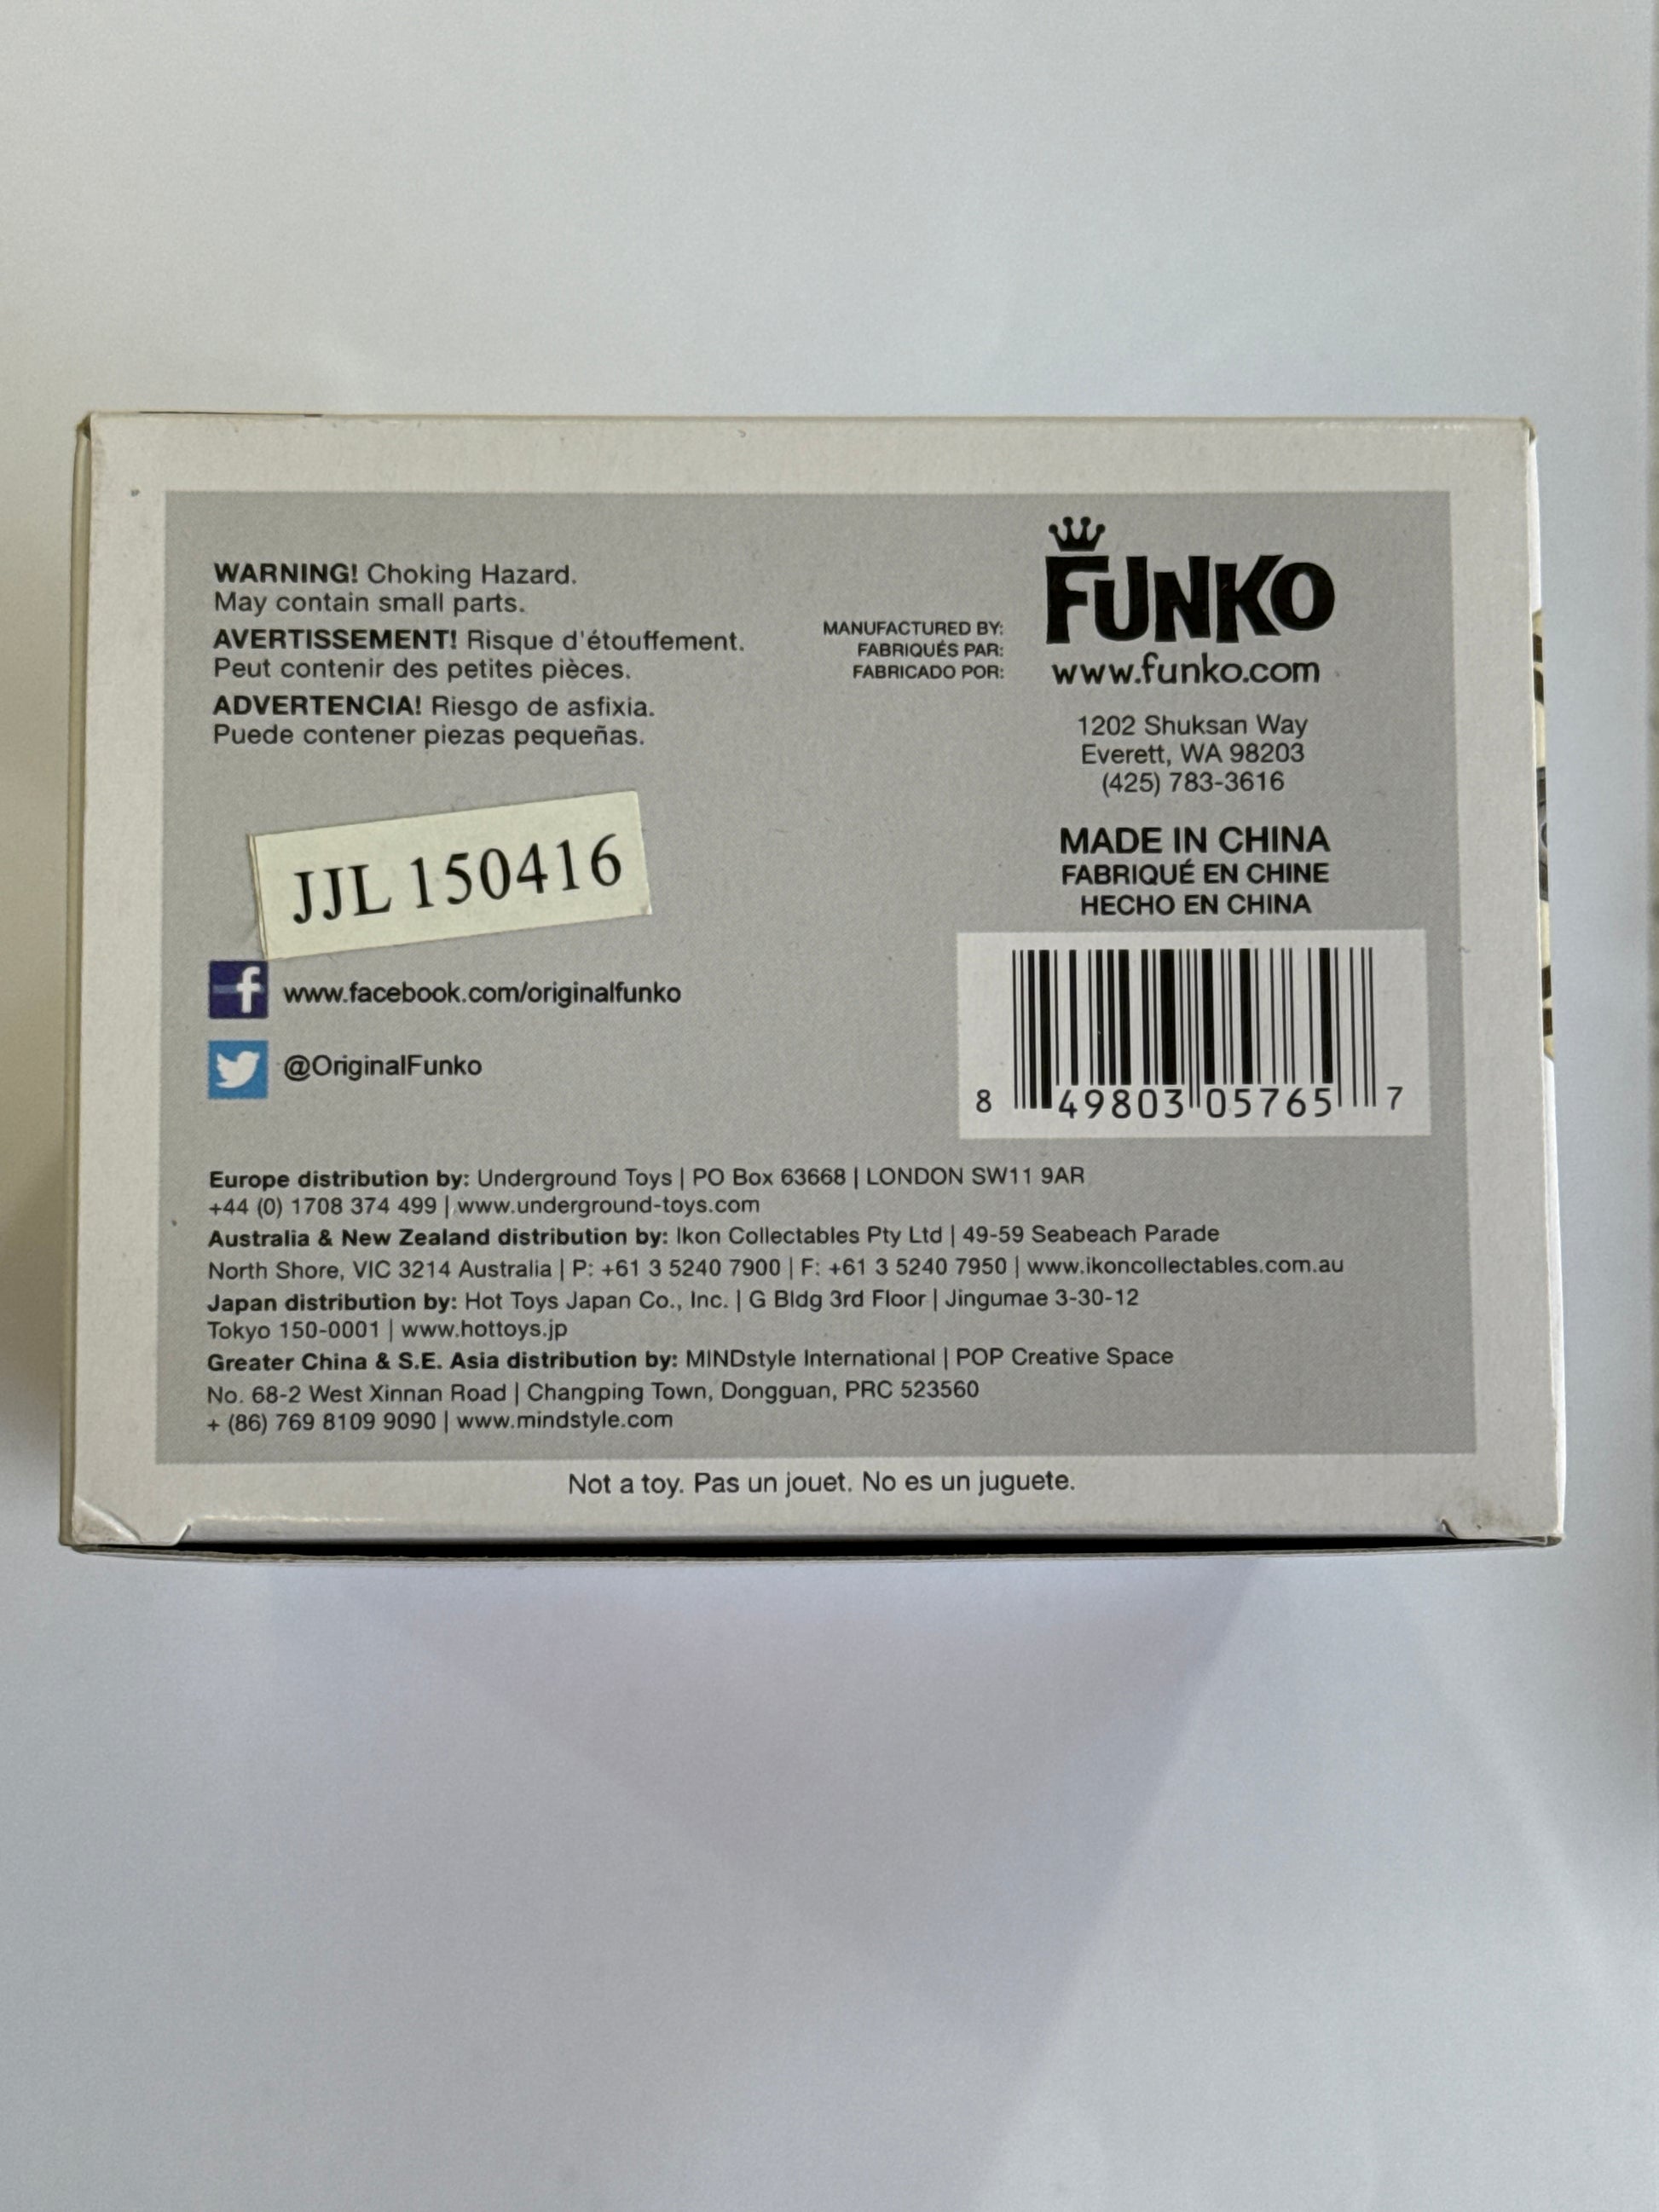 WARNING! Choking Hazard.
May contain small parts.
AVERTISSEMENT! Risque d'étouffement.
Peut contenir des petites pièces.
ADVERTENCIA! Riesgo de asfixia.
Puede contener piezas pequeñas.
MANUFACTURED BY:
FABRIQUÉS PAR:
FABRICADO POR:
FUNKO
www.funko.com
1202 Shuksan Way
Everett, WA 98203
(425) 783-3616
MADE IN CHINA
FABRIQUÉ EN CHINE
HECHO EN CHINA
JJL 150416
f www.facebook.com/originalfunko
@OriginalFunko
8 49803 05765 7
Europe distribution by: Underground Toys | PO Box 63668 | LONDON SW11 9AR
+44 (0) 1708 374 499 | www.underground-toys.com
Australia & New Zealand distribution by: Ikon Collectables Pty Ltd | 49-59 Seabeach Parade
North Shore, VIC 3214 Australia | P: +61 3 5240 7900 | F: +61 3 5240 7950 | www.ikoncollectables.com.au
Japan distribution by: Hot Toys Japan Co., Inc. | G Bldg 3rd Floor | Jingumae 3-30-12
Tokyo 150-0001 | www.hottoys.jp
Greater China & S.E. Asia distribution by: MINDstyle International | POP Creative Space
No. 68-2 West Xinnan Road | Changping Town, Dongguan, PRC 523560
+ (86) 769 8109 9090 | www.mindstyle.com
Not a toy. Pas un jouet. No es un juguete.